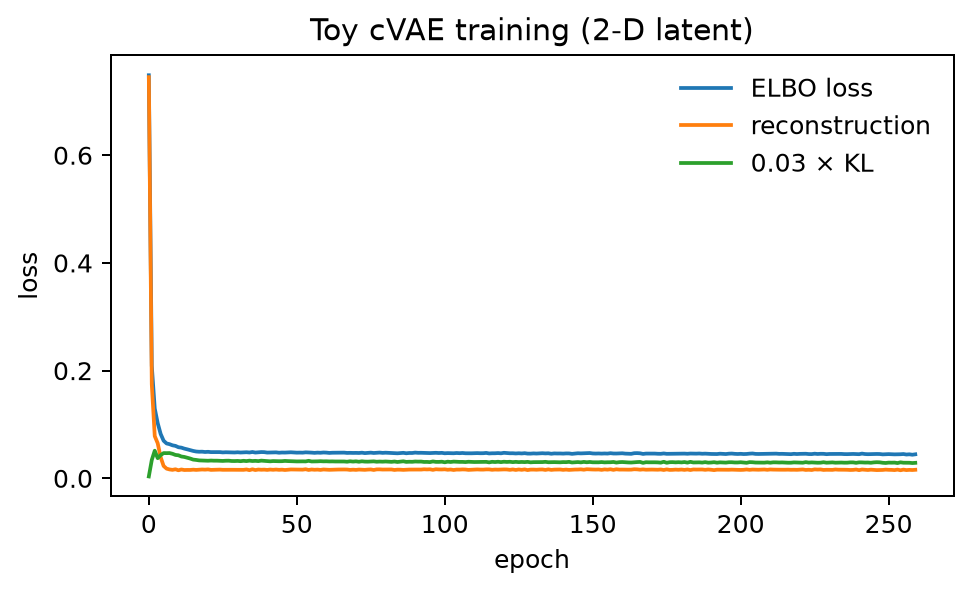 Toy cVAE training (2-D latent)
ELBO loss
reconstruction
0.03 × KL
loss
0.6
0.4
0.2
0.0
0 50 100 150 200 250
epoch